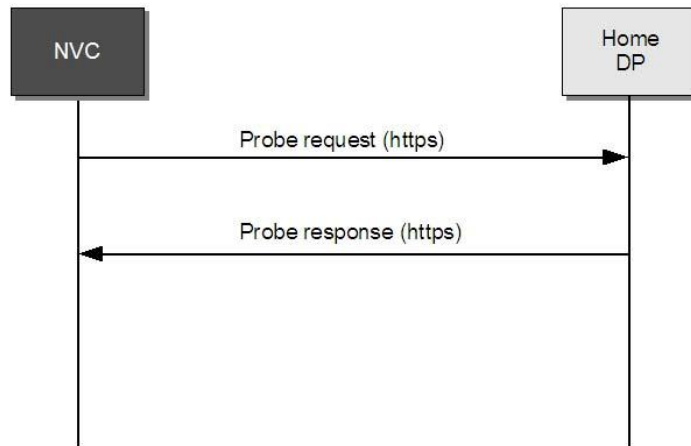 NVC
Home
DP
Probe request (https)
Probe response (https)